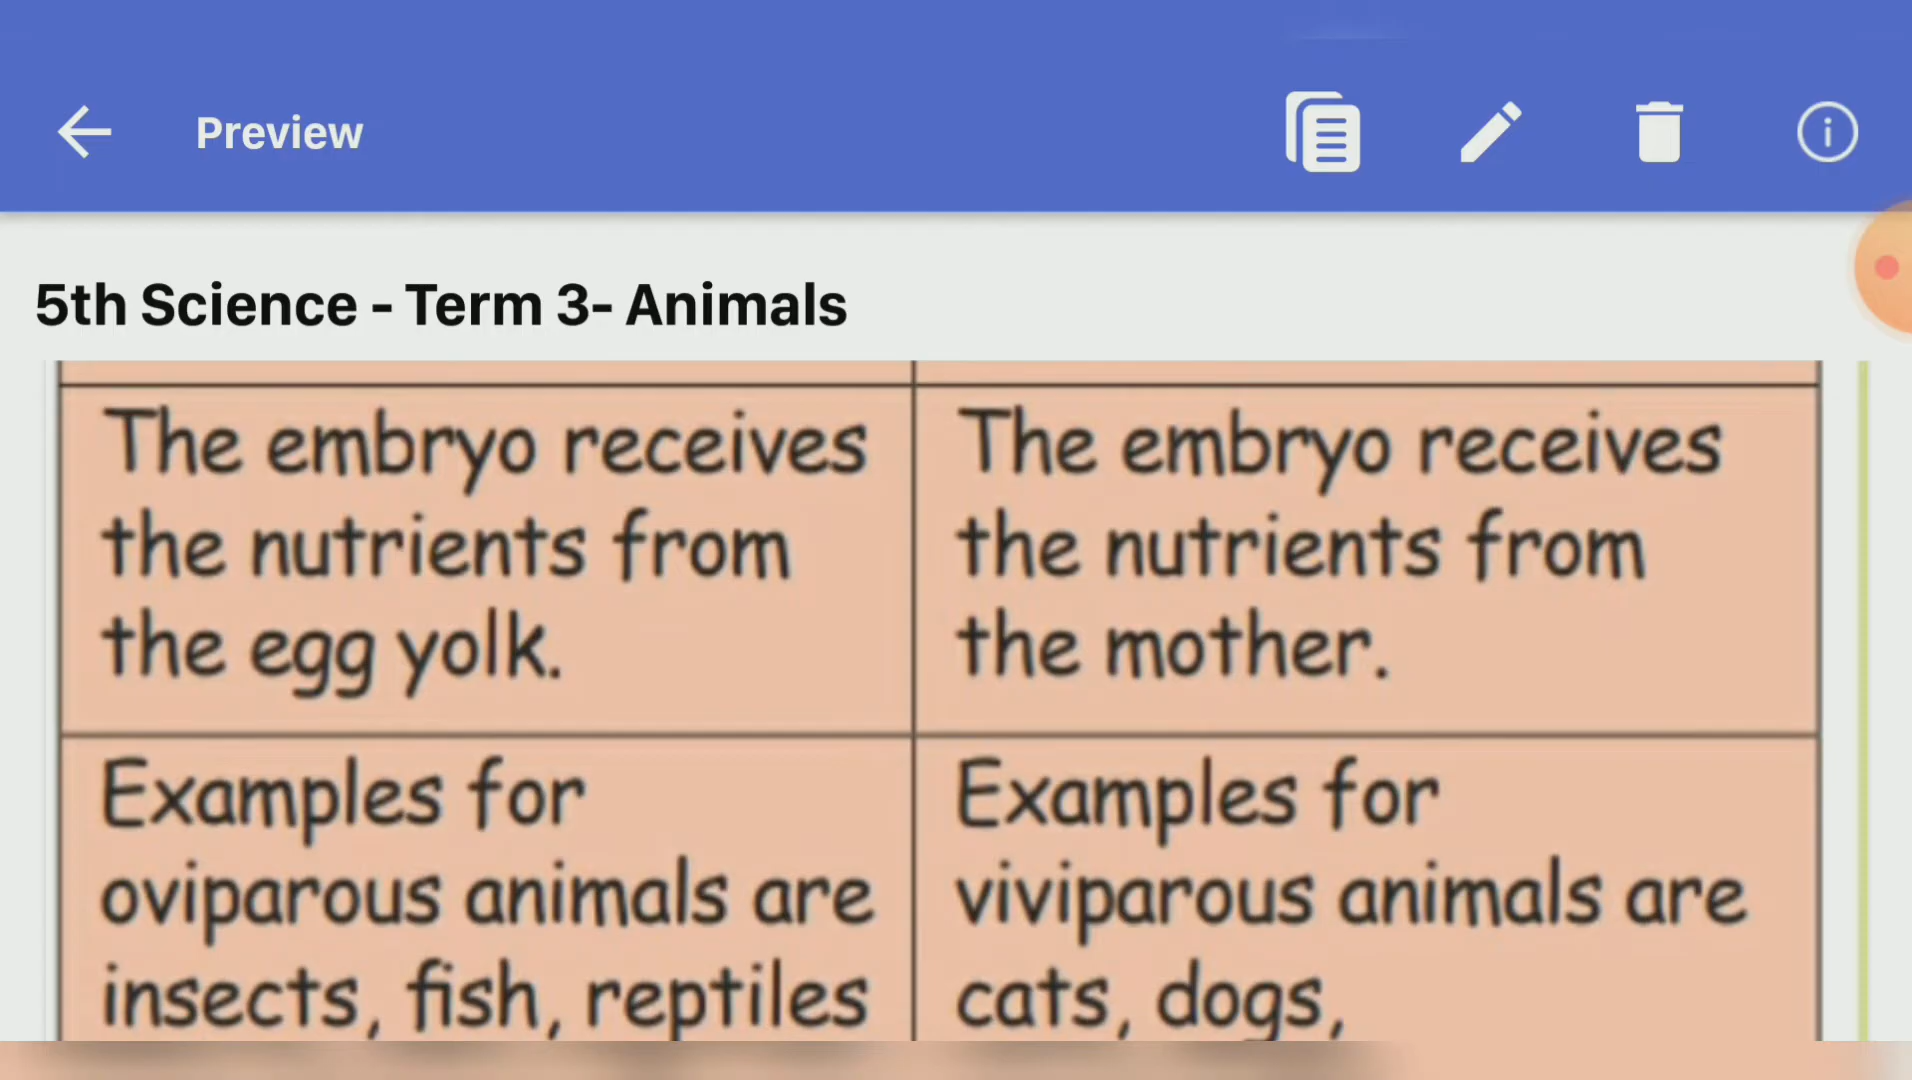 Preview
5th Science - Term 3- Animals
The embryo receives
the nutrients from
the egg yolk.
The embryo receives
the nutrients from
the mother.
Examples for
oviparous animals are
insects, fish, reptiles
Examples for
viviparous animals are
cats, dogs,